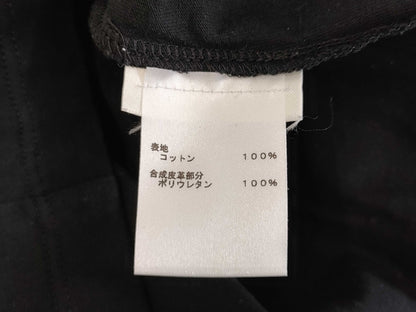 表地
コットン 100%
合成皮革部分
ポリウレタン 100%